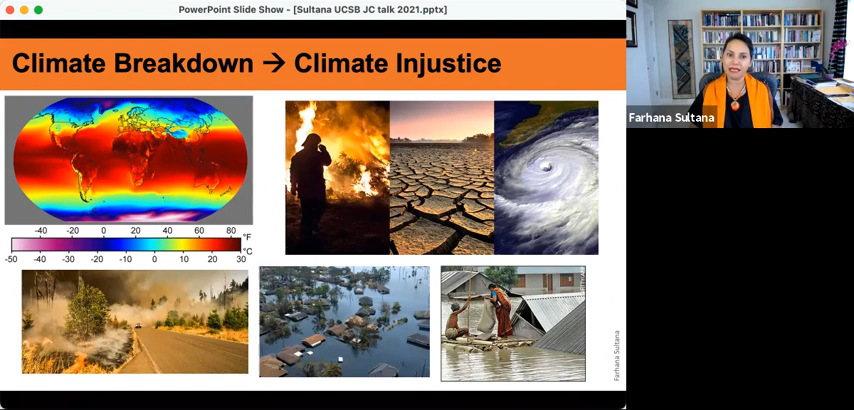 PowerPoint Slide Show - [Sultana UCSB JC talk 2021.pptx]
Climate Breakdown → Climate Injustice
-40 -20 0 20 40 60 80 °F
°C
-50 -40 -30 -20 -10 0 10 20 30
Farhana Sultana
Farhana Sultana